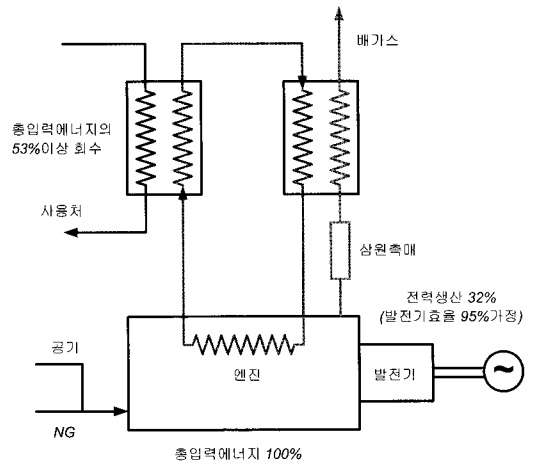 배가스
총입력에너지의
53%이상 회수
사용처
삼원촉매
전력생산 32%
(발전기효율 95%가정)
공기
엔진
발전기
~
NG
총입력에너지 100%